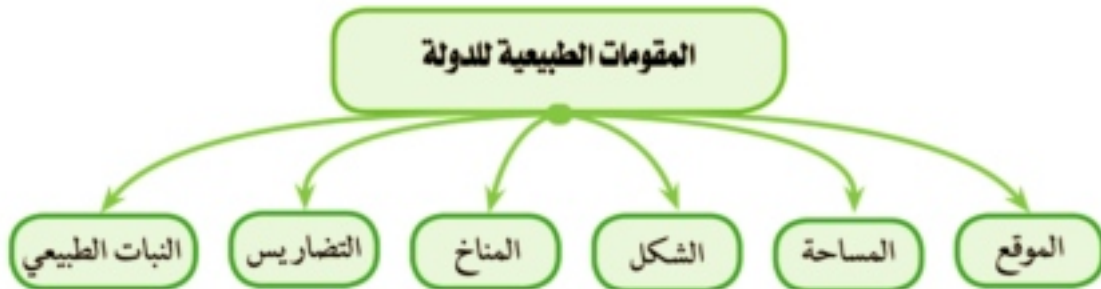 المقومات الطبيعية للدولة
الموقع
المساحة
الشكل
المناخ
التضاريس
النبات الطبيعي